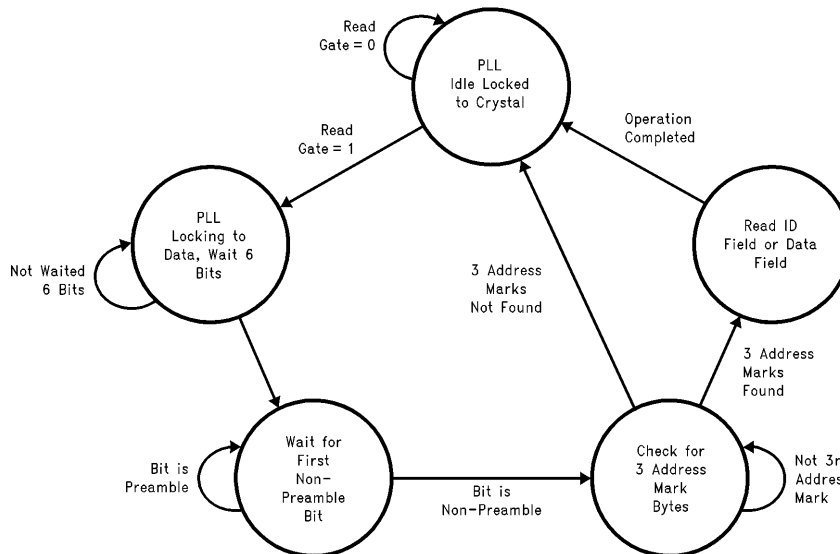 Read
Gate = 0
PLL
Idle Locked
to Crystal
Operation
Completed
Read
Gate = 1
PLL
Locking to
Data, Wait 6
Bits
Not Waited
6 Bits
Read ID
Field or Data
Field
3 Address
Marks
Not Found
3 Address
Marks
Found
Wait for
First
Non-
Preamble
Bit
Bit is
Preamble
Bit is
Non-Preamble
Check for
3 Address
Mark
Bytes
Not 3r
Addres
Mark